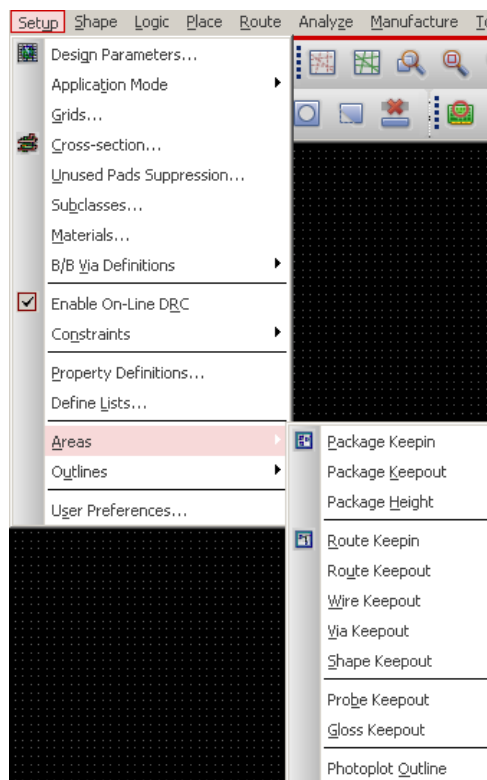 Setup Shape Logic Place Route Analyze Manufacture
Design Parameters...
Application Mode
Grids...
Cross-section...
Unused Pads Suppression...
Subclasses...
Materials...
B/B Via Definitions
Enable On-Line DRC
Constraints
Property Definitions...
Define Lists...
Areas
Outlines
User Preferences...
Package Keepin
Package Keepout
Package Height
Route Keepin
Route Keepout
Wire Keepout
Via Keepout
Shape Keepout
Probe Keepout
Gloss Keepout
Photoplot Outline